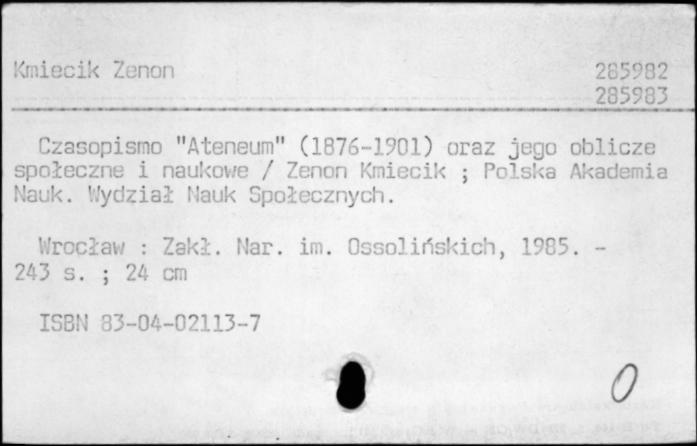 Kmiecik Zenon 285982
285983
Czasopismo "Ateneum" (1876-1901) oraz jego oblicze
społeczne i naukowe / Zenon Kmiecik ; Polska Akademia
Nauk. Wydział Nauk Społecznych.
Wrocław : Zakł. Nar. im. Ossolińskich, 1985. -
243 s. ; 24 cm
ISBN 83-04-02113-7
0